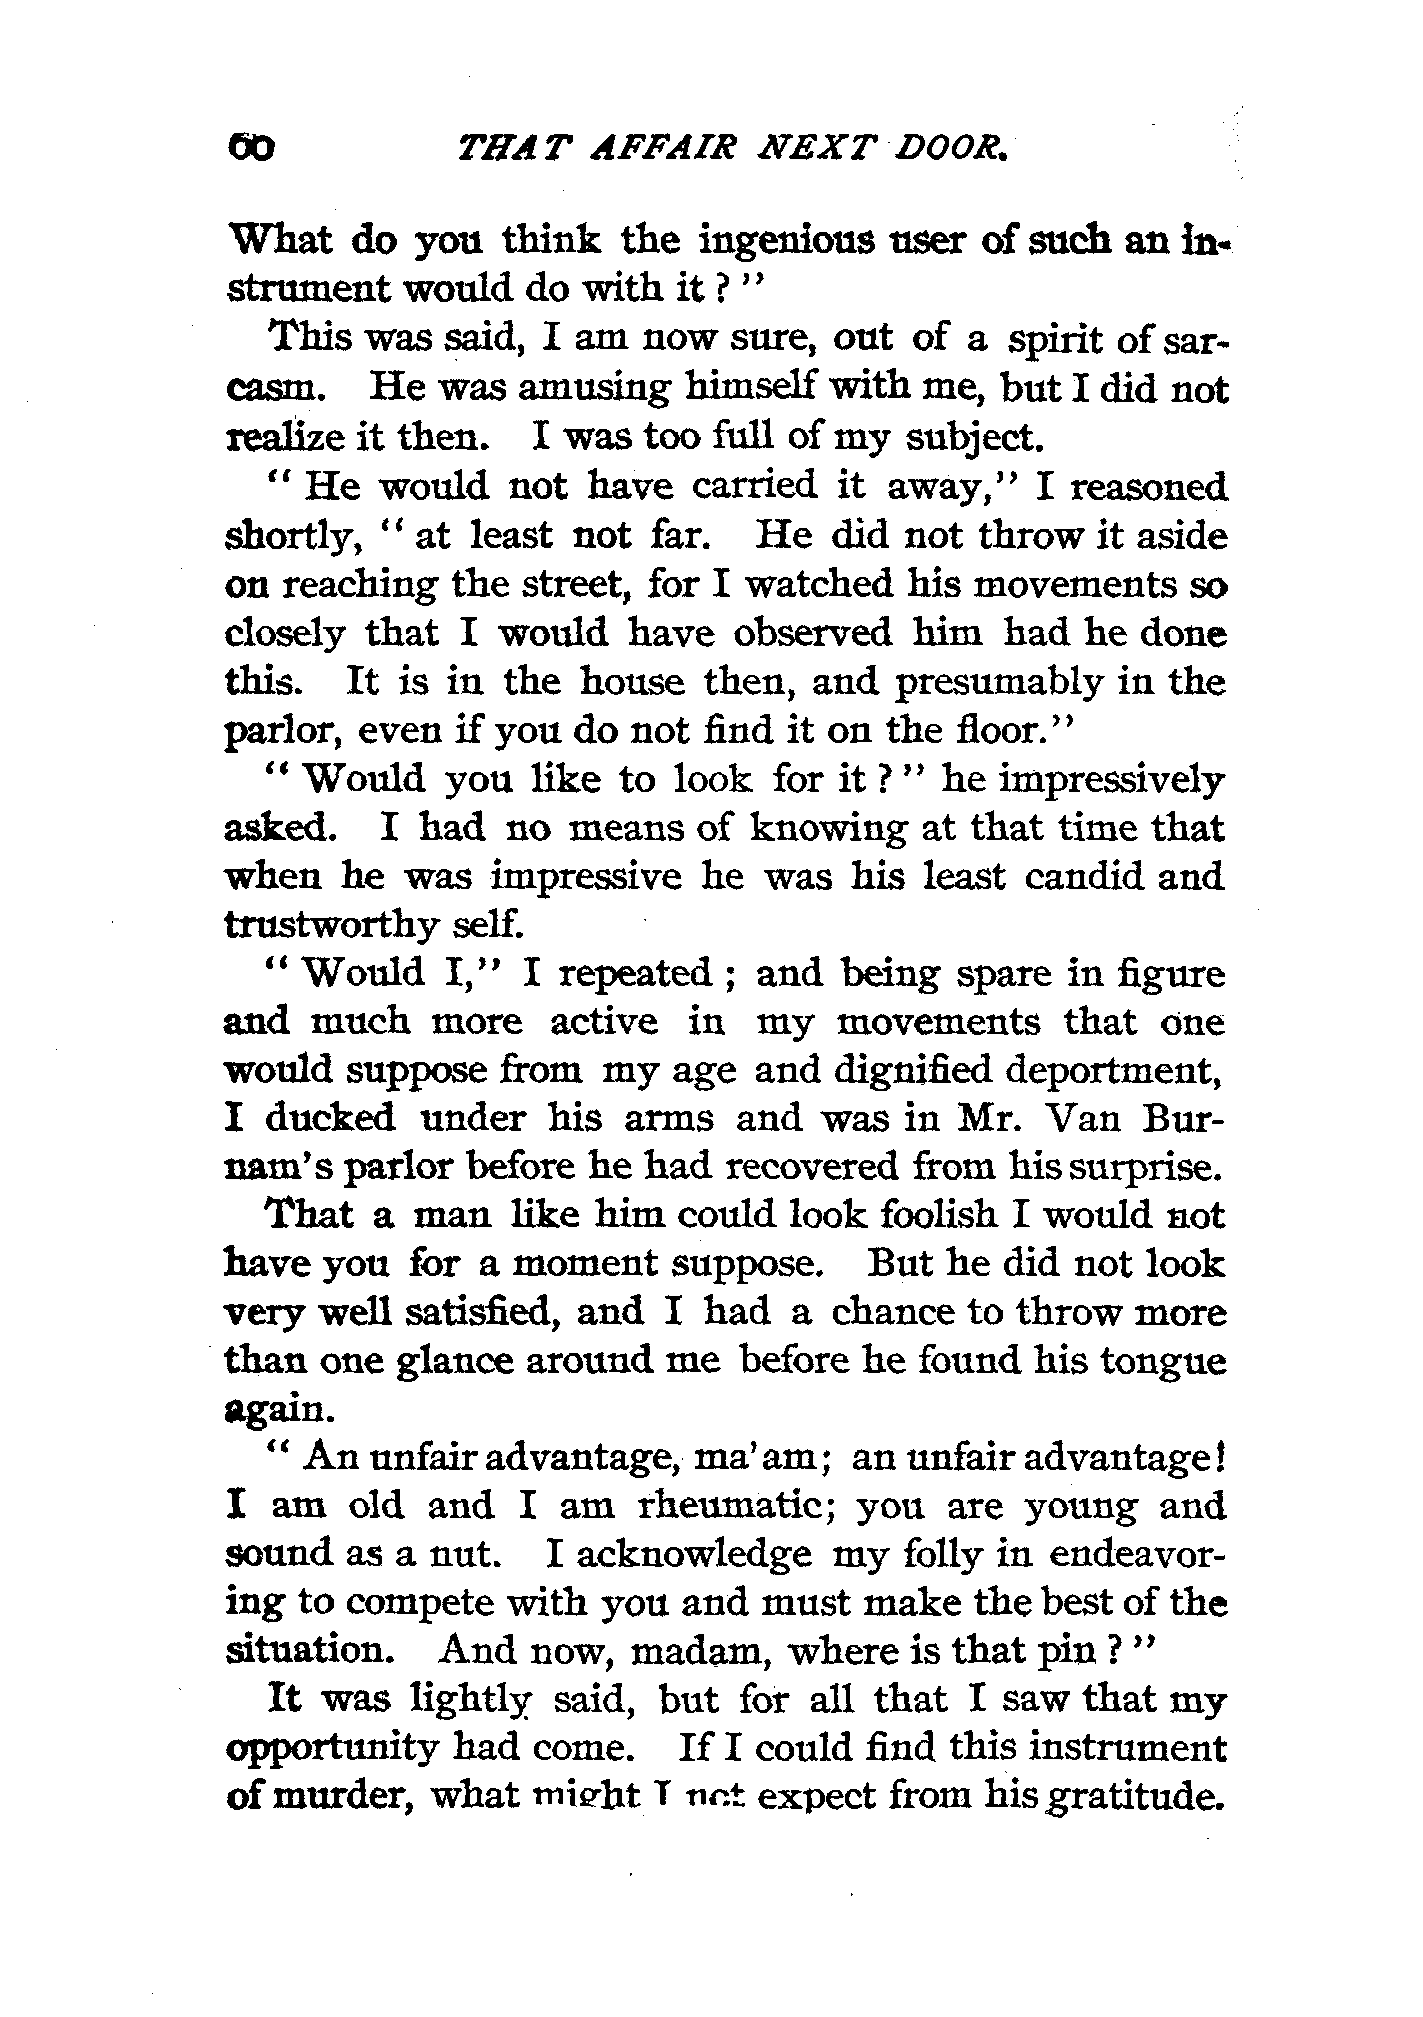 60 THAT AFFAIR NEXT DOOR.
What do you think the ingenious user of such an in-
strument would do with it ? ”
This was said, I am now sure, out of a spirit of sar-
casm. He was amusing himself with me, but I did not
realize it then. I was too full of my subject.
“ He would not have carried it away,” I reasoned
shortly, “ at least not far. He did not throw it aside
on reaching the street, for I watched his movements so
closely that I would have observed him had he done
this. It is in the house then, and presumably in the
parlor, even if you do not find it on the floor.”
“ Would you like to look for it ? ” he impressively
asked. I had no means of knowing at that time that
when he was impressive he was his least candid and
trustworthy self.
“ Would I,” I repeated ; and being spare in figure
and much more active in my movements that one
would suppose from my age and dignified deportment,
I ducked under his arms and was in Mr. Van Bur-
nam’s parlor before he had recovered from his surprise.
That a man like him could look foolish I would not
have you for a moment suppose. But he did not look
very well satisfied, and I had a chance to throw more
than one glance around me before he found his tongue
again.
“ An unfair advantage, ma’am; an unfair advantage!
I am old and I am rheumatic; you are young and
sound as a nut. I acknowledge my folly in endeavor-
ing to compete with you and must make the best of the
situation. And now, madam, where is that pin ? ”
It was lightly said, but for all that I saw that my
opportunity had come. If I could find this instrument
of murder, what might I not expect from his gratitude.